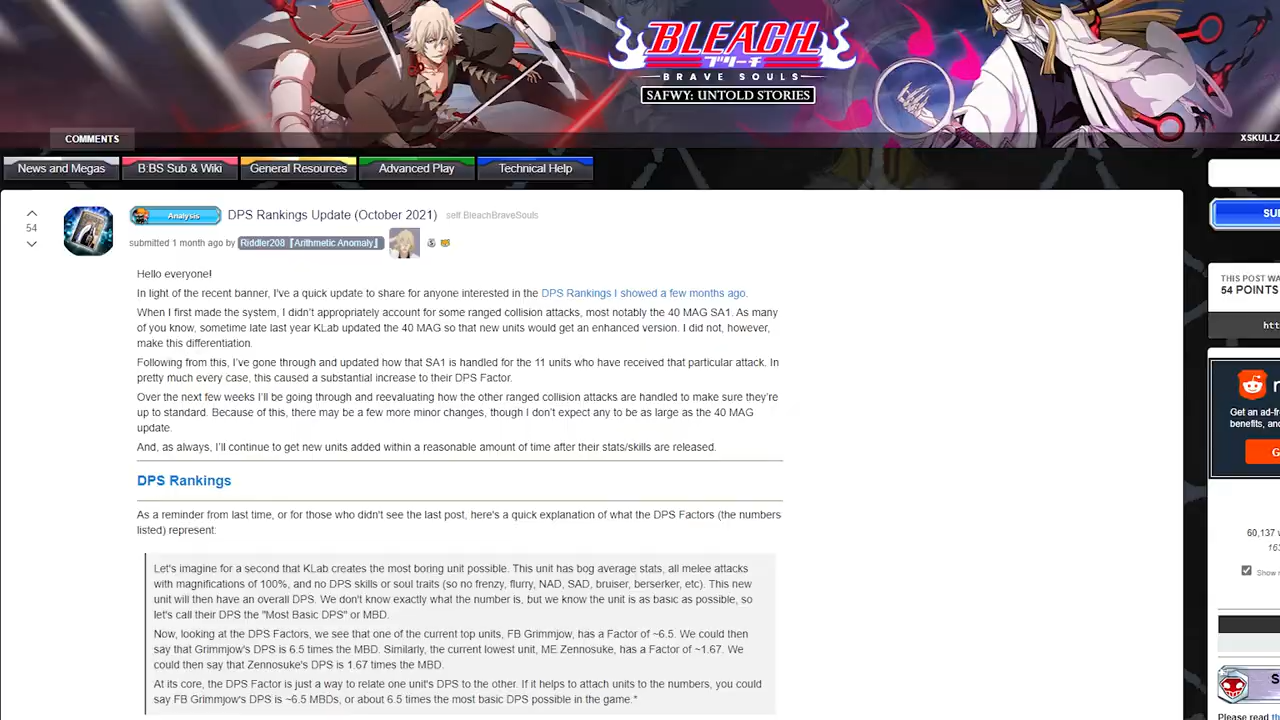 BLEACH
ブリーチ
BRAVE SOULS
SAFWY: UNTOLD STORIES
COMMENTS
XSKULLZ
News and Megas
B:BS Sub & Wiki
General Resources
Advanced Play
Technical Help
54
Analysis
DPS Rankings Update (October 2021)
self BleachBraveSouls
submitted 1 month ago by Riddler208 『Arithmetic Anomaly』
Hello everyone!
In light of the recent banner, I've a quick update to share for anyone interested in the DPS Rankings I showed a few months ago.
When I first made the system, I didn't appropriately account for some ranged collision attacks, most notably the 40 MAG SA1. As many
of you know, sometime late last year KLab updated the 40 MAG so that new units would get an enhanced version. I did not, however,
make this differentiation.
Following from this, I've gone through and updated how that SA1 is handled for the 11 units who have received that particular attack. In
pretty much every case, this caused a substantial increase to their DPS Factor.
Over the next few weeks I'll be going through and reevaluating how the other ranged collision attacks are handled to make sure they're
up to standard. Because of this, there may be a few more minor changes, though I don't expect any to be as large as the 40 MAG
update.
And, as always, I'll continue to get new units added within a reasonable amount of time after their stats/skills are released.
DPS Rankings
As a reminder from last time, or for those who didn't see the last post, here's a quick explanation of what the DPS Factors (the numbers
listed) represent:
Let's imagine for a second that KLab creates the most boring unit possible. This unit has bog average stats, all melee attacks
with magnifications of 100%, and no DPS skills or soul traits (so no frenzy, flurry, NAD, SAD, bruiser, berserker, etc). This new
unit will then have an overall DPS. We don't know exactly what the number is, but we know the unit is as basic as possible, so
let's call their DPS the "Most Basic DPS" or MBD.
Now, looking at the DPS Factors, we see that one of the current top units, FB Grimmjow, has a Factor of ~6.5. We could then
say that Grimmjow's DPS is 6.5 times the MBD. Similarly, the current lowest unit, ME Zennosuke, has a Factor of ~1.67. We
could then say that Zennosuke's DPS is 1.67 times the MBD.
At its core, the DPS Factor is just a way to relate one unit's DPS to the other. If it helps to attach units to the numbers, you could
say FB Grimmjow's DPS is ~6.5 MBDs, or about 6.5 times the most basic DPS possible in the game."
SU
THIS POST WA
54 POINTS
htt
Get an ad-fr
benefits, and
G
60,137
Show
S
Please read th